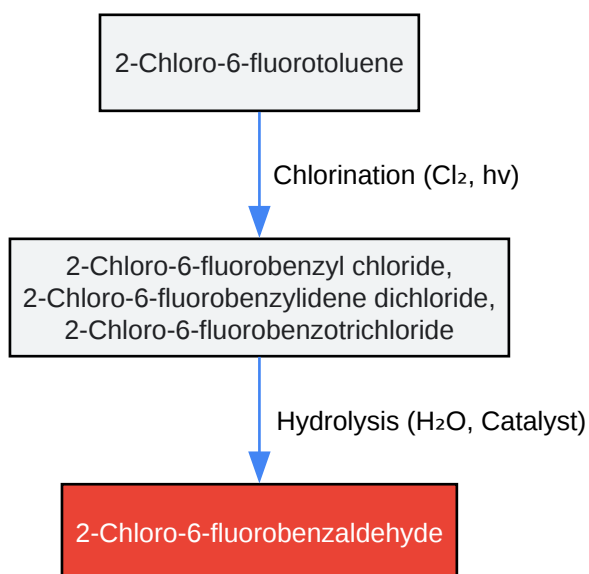 2-Chloro-6-fluorotoluene
Chlorination (Cl₂, hv)
2-Chloro-6-fluorobenzyl chloride,
2-Chloro-6-fluorobenzylidene dichloride,
2-Chloro-6-fluorobenzotrichloride
Hydrolysis (H₂O, Catalyst)
2-Chloro-6-fluorobenzaldehyde